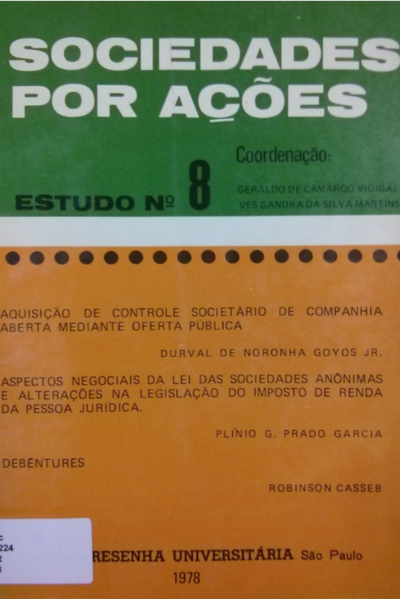 SOCIEDADES
POR AÇÕES
Coordenação:
ESTUDO Nº 8
GERALDO DE CAMARGO VIDIGAL
VES GANDRA DA SILVA MARTINS
AQUISIÇÃO DE CONTROLE SOCIETÀRIO DE COMPANHIA
ABERTA MEDIANTE OFERTA PÚBLICA
DURVAL DE NORONHA GOYOS JR.
ASPECTOS NEGOCIAIS DA LEI DAS SOCIEDADES ANÔNIMAS
E ALTERAÇÕES NA LEGISLAÇÃO DO IMPOSTO DE RENDA
DA PESSOA JURÍDICA.
PLÍNIO G. PRADO GARCIA
DEBÊNTURES
ROBINSON CASSEB
224
RESENHA UNIVERSITÁRIA São Paulo
1978